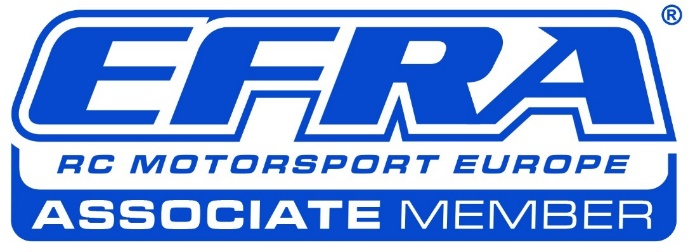 EFRA®
RC MOTORSPORT EUROPE
ASSOCIATE MEMBER